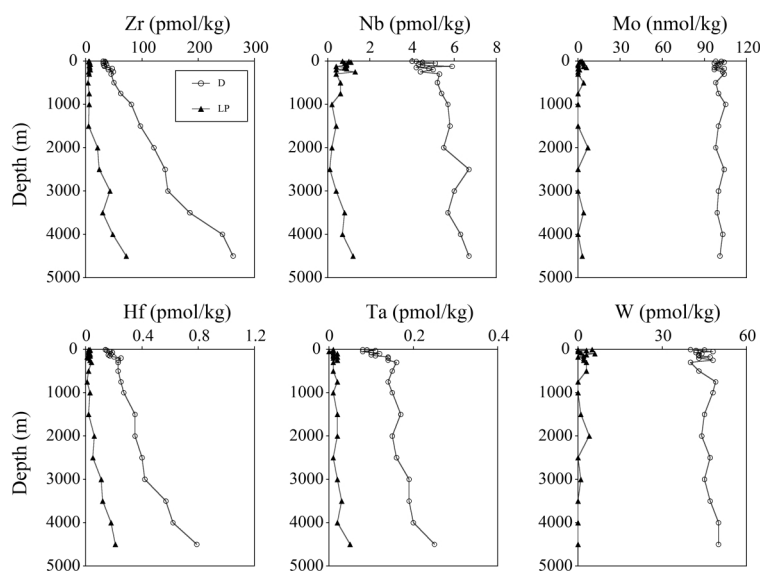 Zr (pmol/kg) Nb (pmol/kg) Mo (nmol/kg)
0 100 200 300 0 2 4 6 8 0 30 60 90 120
0
D
LP
1000
2000
3000
4000
5000
Depth (m)
Hf (pmol/kg) Ta (pmol/kg) W (pmol/kg)
0 0.4 0.8 1.2 0 0.2 0.4 0 30 60
0
1000
2000
3000
4000
5000
Depth (m)